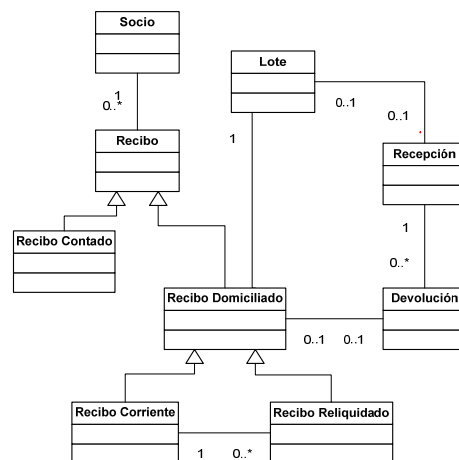 Socio
Lote
1
0..*
0..1
0..1
Recibo
1
Recepción
1
Recibo Contado
0..*
Recibo Domiciliado
Devolución
0..1
0..1
Recibo Corriente
Recibo Reliquidado
1
0..*